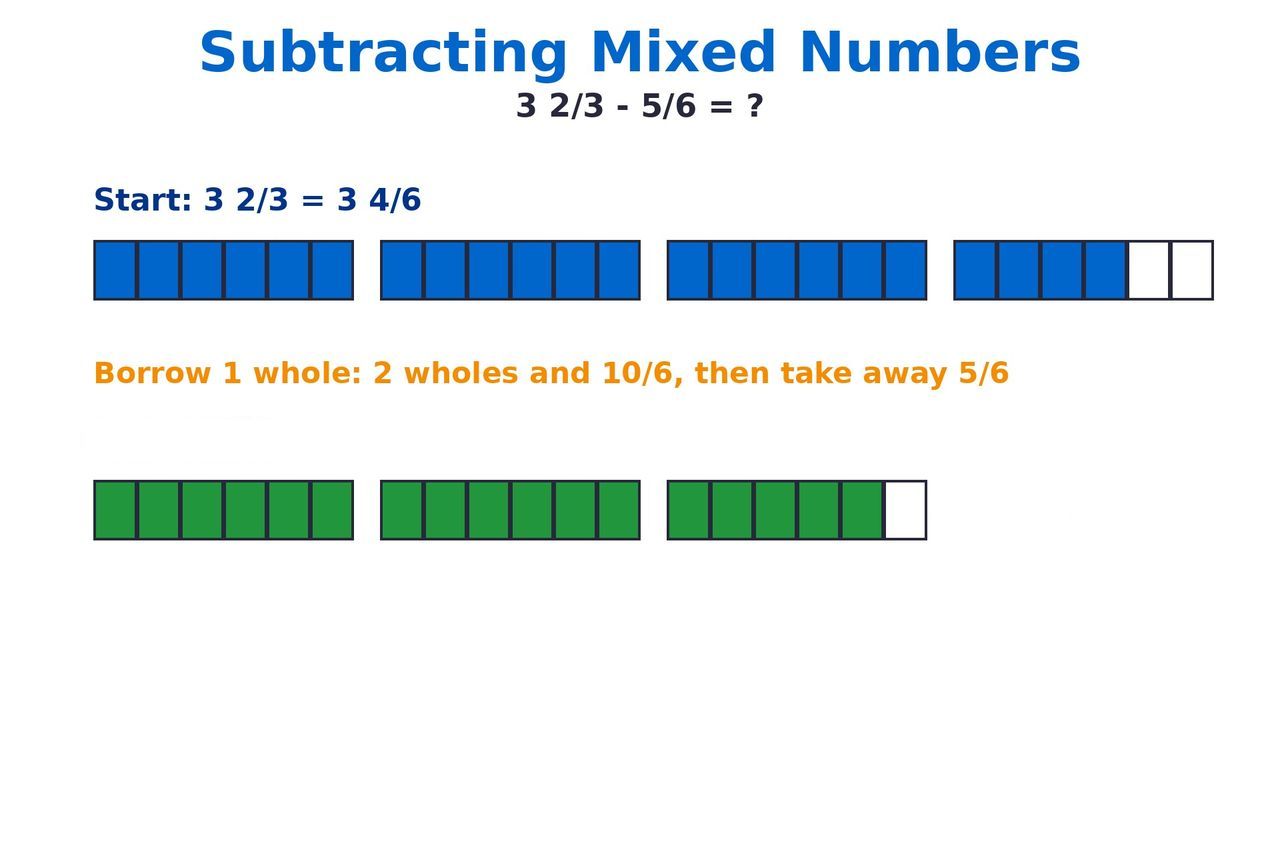 Subtracting Mixed Numbers
3 2/3 - 5/6 = ?
Start: 3 2/3 = 3 4/6
Borrow 1 whole: 2 wholes and 10/6, then take away 5/6